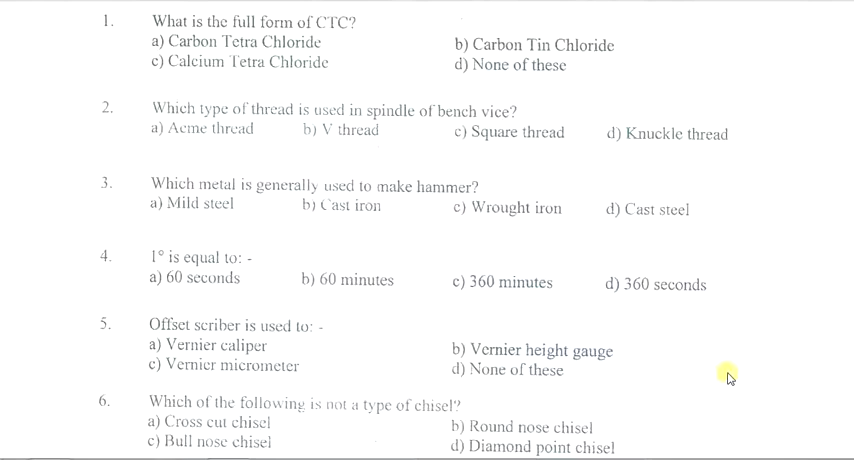 1. What is the full form of CTC?
a) Carbon Tetra Chloride b) Carbon Tin Chloride
c) Calcium Tetra Chloride d) None of these
2. Which type of thread is used in spindle of bench vice?
a) Acme thread b) V thread c) Square thread d) Knuckle thread
3. Which metal is generally used to make hammer?
a) Mild steel b) Cast iron c) Wrought iron d) Cast steel
4. 1° is equal to: -
a) 60 seconds b) 60 minutes c) 360 minutes d) 360 seconds
5. Offset scriber is used to: -
a) Vernier caliper b) Vernier height gauge
c) Vernier micrometer d) None of these
6. Which of the following is not a type of chisel?
a) Cross cut chisel b) Round nose chisel
c) Bull nose chisel d) Diamond point chisel